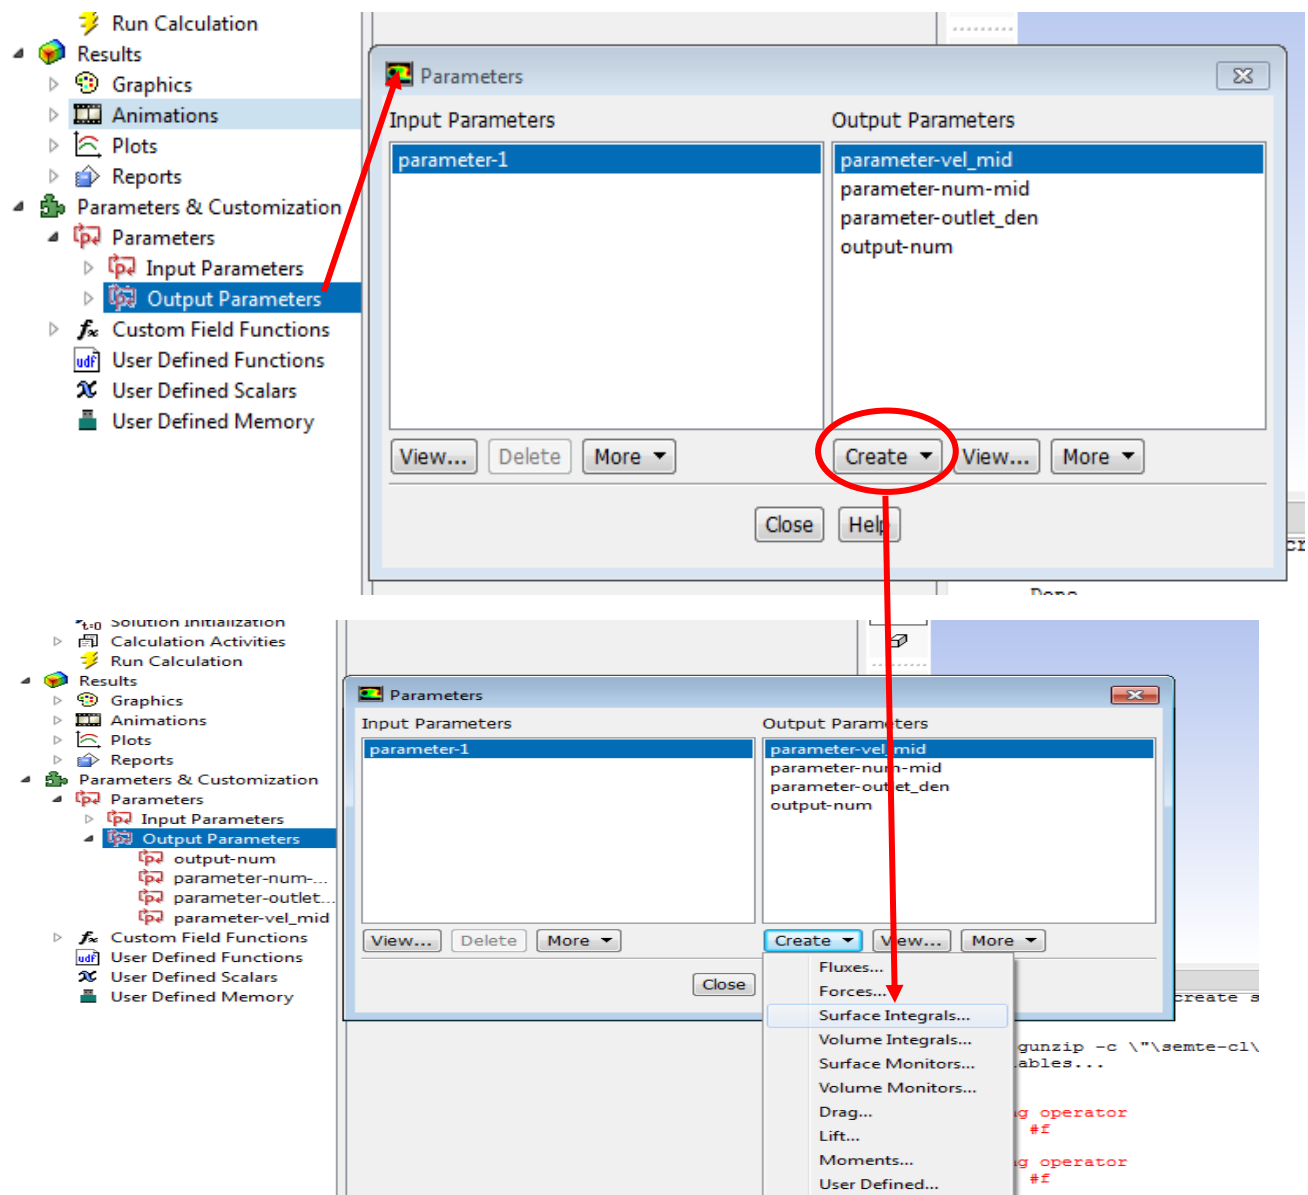 Run Calculation
Results
Graphics
Animations
Plots
Reports
Parameters & Customization
Parameters
Input Parameters
Output Parameters
Custom Field Functions
udf User Defined Functions
User Defined Scalars
User Defined Memory
Parameters
Input Parameters
parameter-1
View... Delete More
Output Parameters
parameter-vel_mid
parameter-num-mid
parameter-outlet_den
output-num
Create View... More
Close Help
Done
t=0 Solution Initialization
Calculation Activities
Run Calculation
Results
Graphics
Animations
Plots
Reports
Parameters & Customization
Parameters
Input Parameters
Output Parameters
output-num
parameter-num-...
parameter-outlet...
parameter-vel_mid
Custom Field Functions
udf User Defined Functions
User Defined Scalars
User Defined Memory
Parameters
Input Parameters
parameter-1
View... Delete More
Output Parameters
parameter-vel_mid
parameter-num-mid
parameter-outlet_den
output-num
Create View... More
Close
Fluxes...
Forces...
Surface Integrals...
Volume Integrals...
Surface Monitors...
Volume Monitors...
Drag...
Lift...
Moments...
User Defined...
create s
gunzip -c \"\semte-cl\
ables...
g operator
#f
g operator
#f